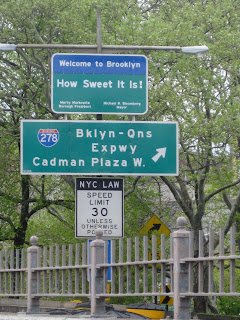 Welcome to Brooklyn
How Sweet It Is!
Marty Markowitz Michael R. Bloomberg
Borough President Mayor
INTERSTATE
278
Bklyn-Qns
Expwy
Cadman Plaza W.
NYC LAW
SPEED
LIMIT
30
UNLESS
OTHERWISE
POSTED